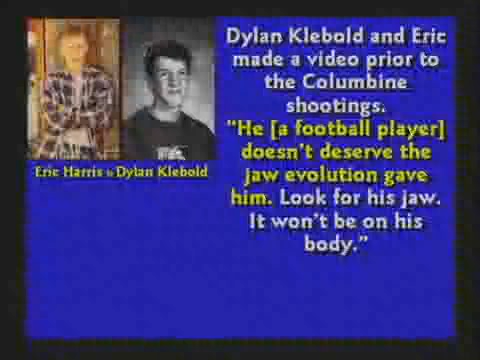 Dylan Klebold and Eric
made a video prior to
the Columbine
shootings.
"He [a football player]
doesn't deserve the
jaw evolution gave
him. Look for his jaw.
It won't be on his
body."
Eric Harris & Dylan Klebold